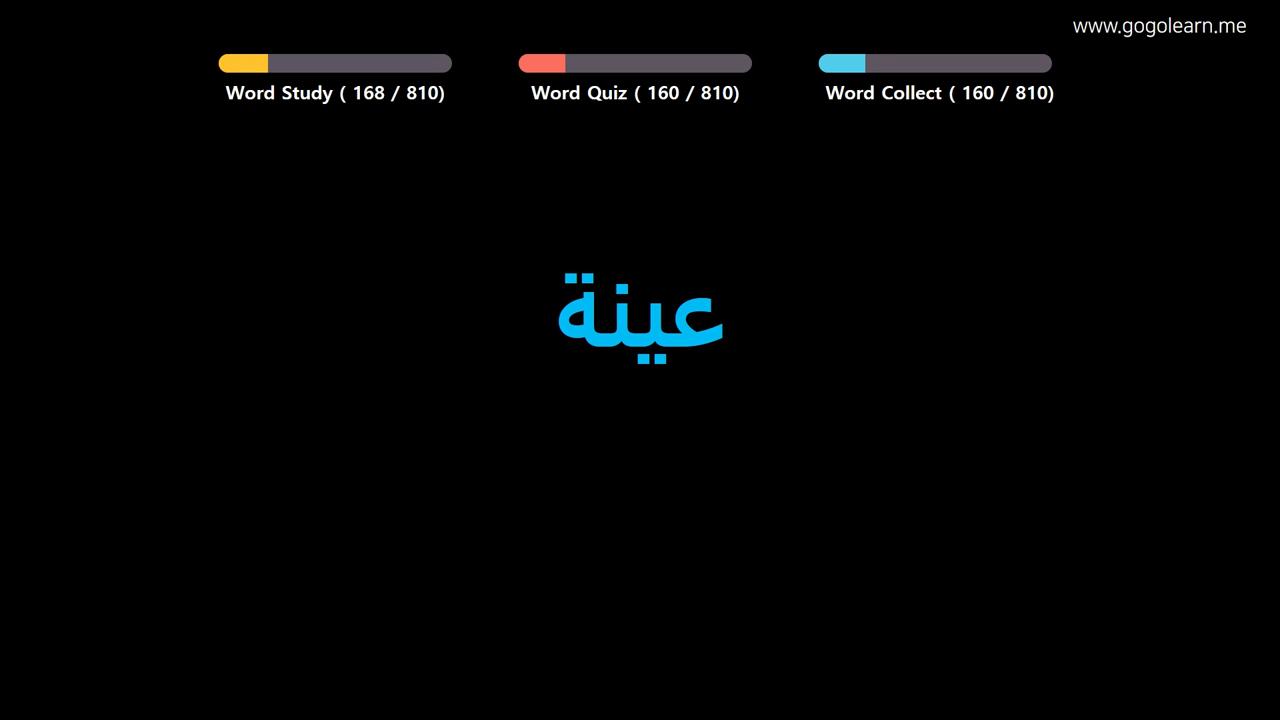 www.gogolearn.me
Word Study ( 168 / 810)
Word Quiz ( 160 / 810)
Word Collect ( 160 / 810)
عينة